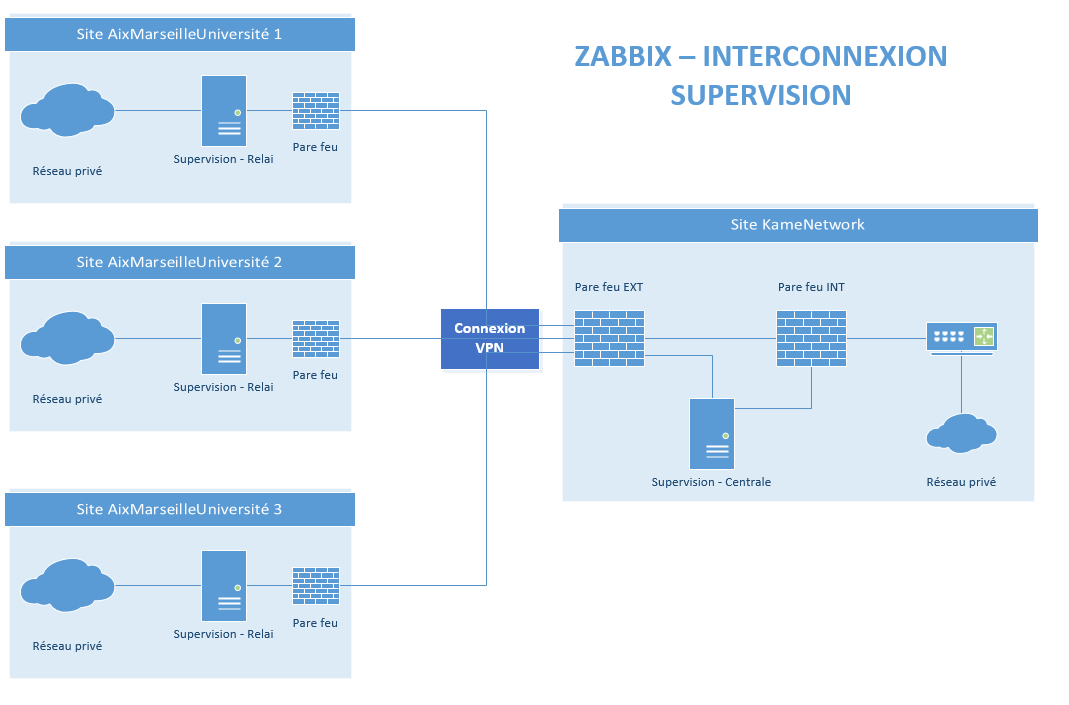 Site AixMarseilleUniversité 1
ZABBIX – INTERCONNEXION
SUPERVISION
Pare feu
Supervision - Relai
Réseau privé
Site AixMarseilleUniversité 2
Pare feu
Supervision - Relai
Réseau privé
Site AixMarseilleUniversité 3
Pare feu
Supervision - Relai
Réseau privé
Connexion
VPN
Site KameNetwork
Pare feu EXT
Pare feu INT
Supervision - Centrale
Réseau privé